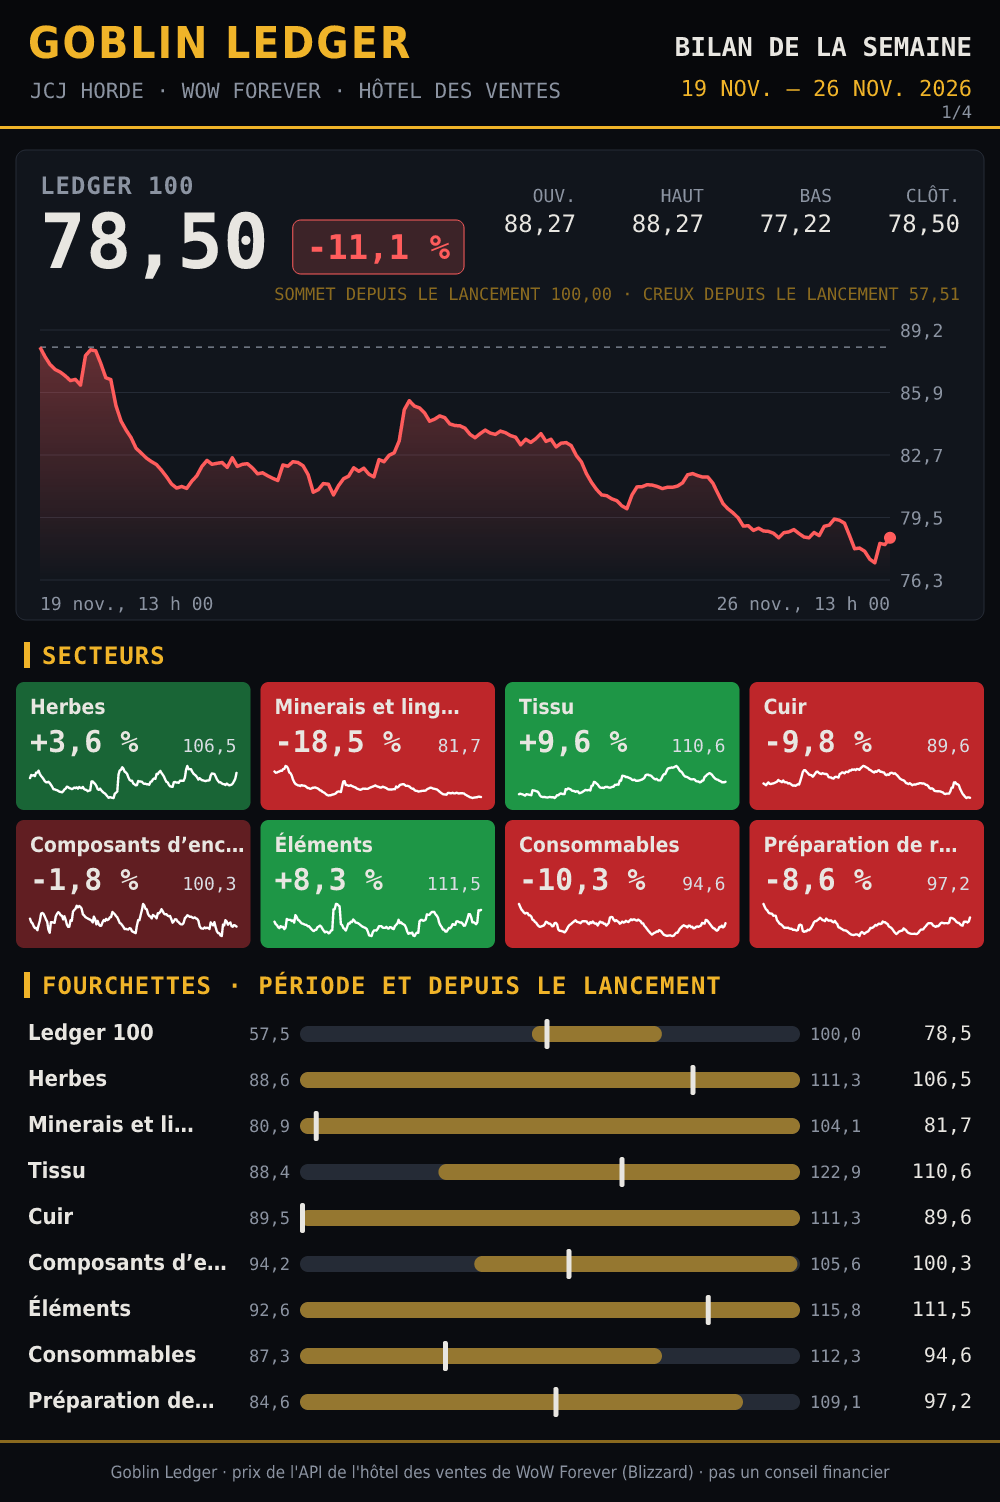 GOBLIN LEDGER
JCJ HORDE · WOW FOREVER · HÔTEL DES VENTES
BILAN DE LA SEMAINE
19 NOV. – 26 NOV. 2026
1/4
LEDGER 100
78,50 -11,1 %
OUV. HAUT BAS CLÔT.
88,27 88,27 77,22 78,50
SOMMET DEPUIS LE LANCEMENT 100,00 · CREUX DEPUIS LE LANCEMENT 57,51
89,2
85,9
82,7
79,5
76,3
19 nov., 13 h 00 26 nov., 13 h 00
SECTEURS
Herbes
+3,6 % 106,5
Minerais et ling…
-18,5 % 81,7
Tissu
+9,6 % 110,6
Cuir
-9,8 % 89,6
Composants d’enc…
-1,8 % 100,3
Éléments
+8,3 % 111,5
Consommables
-10,3 % 94,6
Préparation de r…
-8,6 % 97,2
FOURCHETTES · PÉRIODE ET DEPUIS LE LANCEMENT
Ledger 100 57,5 100,0 78,5
Herbes 88,6 111,3 106,5
Minerais et li… 80,9 104,1 81,7
Tissu 88,4 122,9 110,6
Cuir 89,5 111,3 89,6
Composants d’e… 94,2 105,6 100,3
Éléments 92,6 115,8 111,5
Consommables 87,3 112,3 94,6
Préparation de… 84,6 109,1 97,2
Goblin Ledger · prix de l'API de l'hôtel des ventes de WoW Forever (Blizzard) · pas un conseil financier